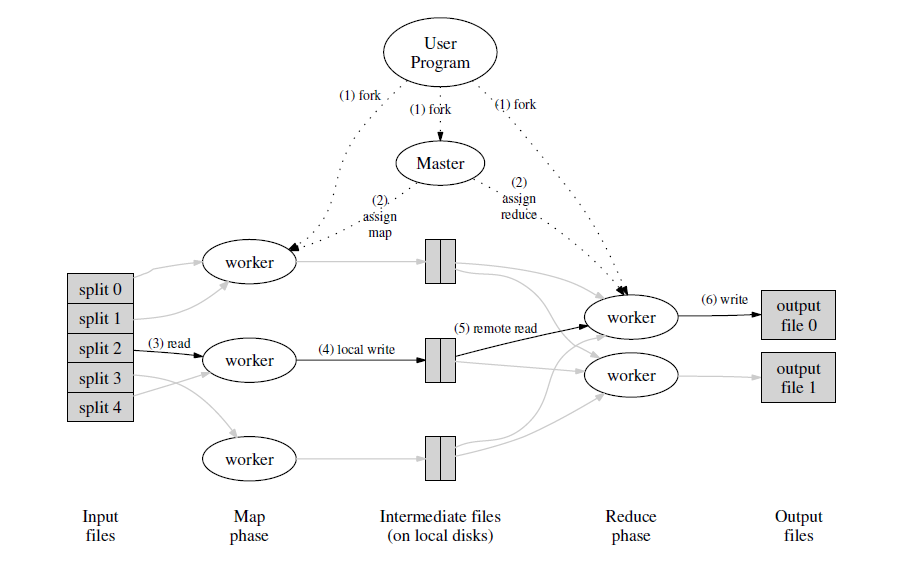 User
Program
(1) fork
(1) fork
(1) fork
Master
(2)
assign
map
(2)
assign
reduce
worker
split 0
split 1
split 2
split 3
split 4
(3) read
worker
(4) local write
(5) remote read
worker
worker
worker
(6) write
output
file 0
output
file 1
Input
files
Map
phase
Intermediate files
(on local disks)
Reduce
phase
Output
files